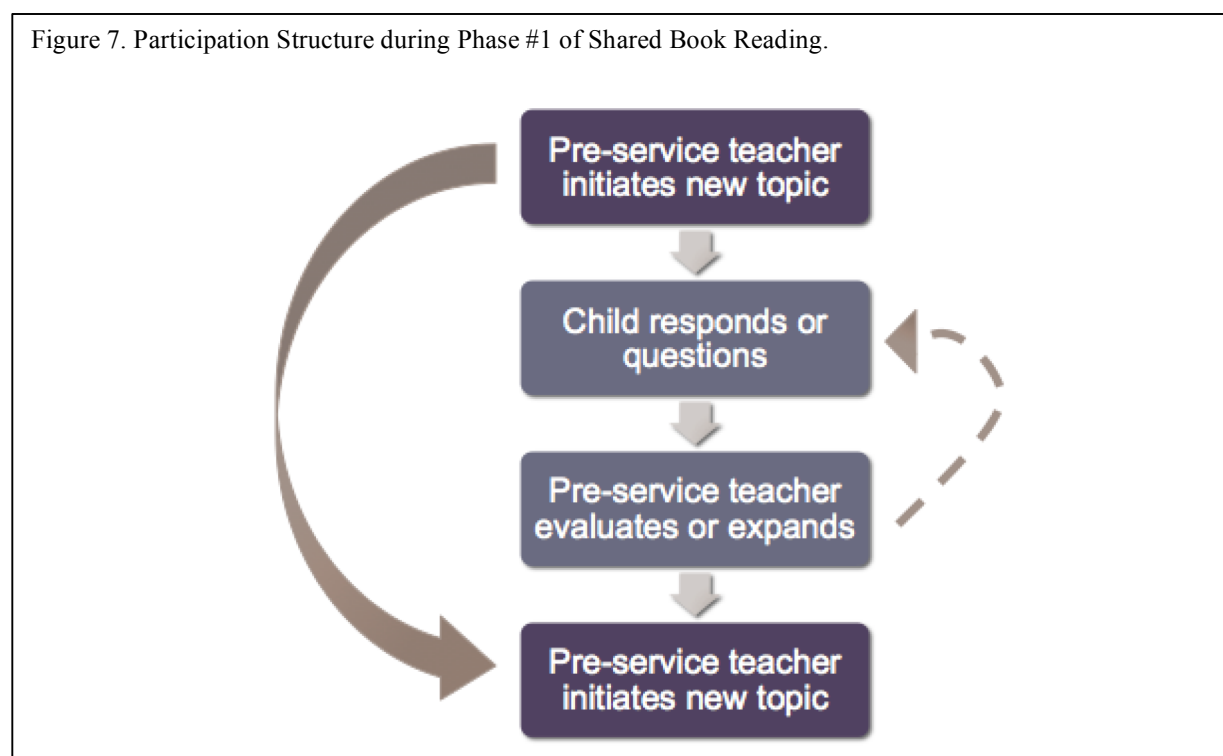 Figure 7. Participation Structure during Phase #1 of Shared Book Reading.
Pre-service teacher
initiates new topic
Child responds or
questions
Pre-service teacher
evaluates or expands
Pre-service teacher
initiates new topic